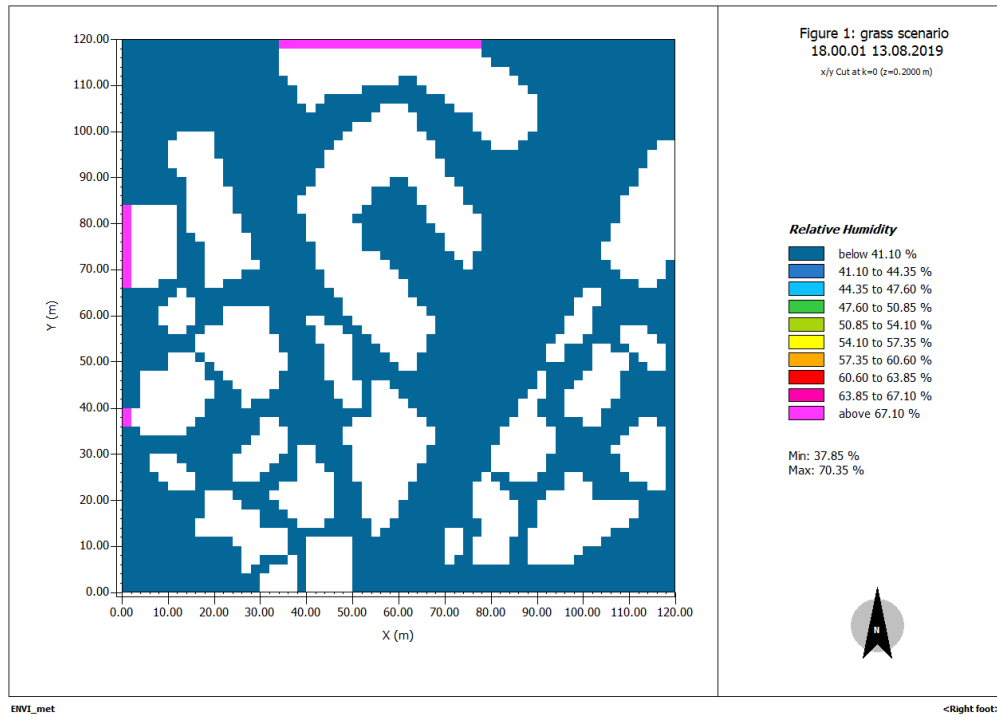 Figure 1: grass scenario
18.00.01 13.08.2019
x/y Cut at k=0 (z=0.2000 m)
120.00
110.00
100.00
90.00
80.00
70.00
60.00
50.00
40.00
30.00
20.00
10.00
0.00
Y (m)
0.00 10.00 20.00 30.00 40.00 50.00 60.00 70.00 80.00 90.00 100.00 110.00 120.00
X (m)
Relative Humidity
below 41.10 %
41.10 to 44.35 %
44.35 to 47.60 %
47.60 to 50.85 %
50.85 to 54.10 %
54.10 to 57.35 %
57.35 to 60.60 %
60.60 to 63.85 %
63.85 to 67.10 %
above 67.10 %
Min: 37.85 %
Max: 70.35 %
N
ENVI_met
<Right foot: